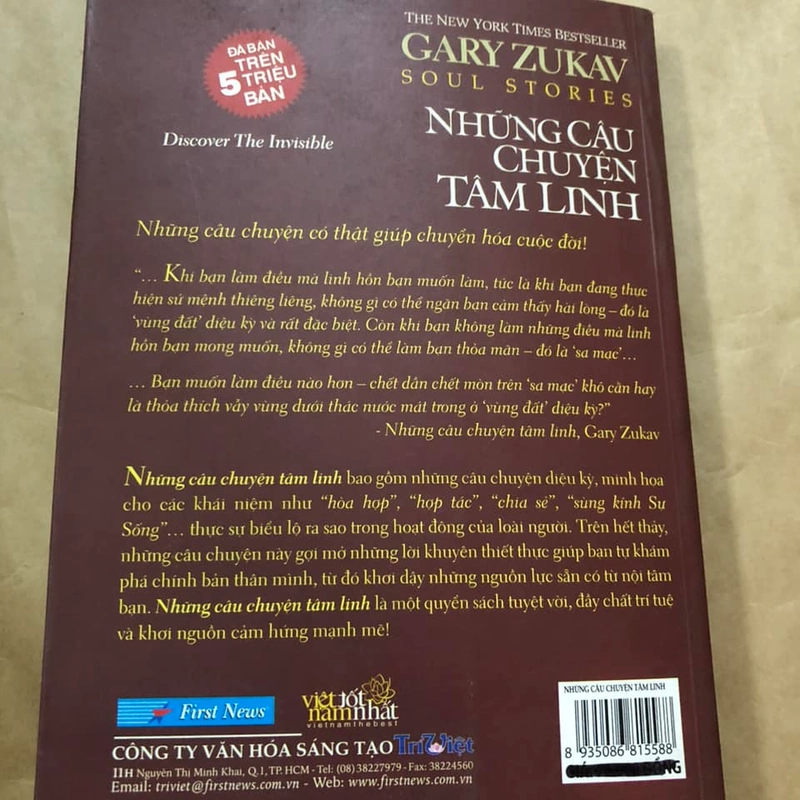 THE NEW YORK TIMES BESTSELLER
GARY ZUKAV
SOUL STORIES
ĐÃ BÁN
TRÊN
5 TRIỆU
BẢN
Discover The Invisible
NHỮNG CÂU
CHUYỆN
TÂM LINH
Những câu chuyện có thật giúp chuyển hóa cuộc đời!
“... Khi bạn làm điều mà linh hồn bạn muốn làm, tức là khi bạn đang thực
hiện sứ mệnh thiêng liêng, không gì có thể ngăn bạn cảm thấy hài lòng – đó là
‘vùng đất’ diệu kỳ và rất đặc biệt. Còn khi bạn không làm những điều mà linh
hồn bạn mong muốn, không gì có thể làm bạn thỏa mãn – đó là ‘sa mạc’...
... Bạn muốn làm điều nào hơn – chết dần chết mòn trên ‘sa mạc’ khô cằn hay
là thỏa thích vẫy vùng dưới thác nước mát trong ở ‘vùng đất’ diệu kỳ?”
- Những câu chuyện tâm linh, Gary Zukav
Những câu chuyện tâm linh bao gồm những câu chuyện diệu kỳ, minh họa
cho các khái niệm như “hòa hợp”, “hợp tác”, “chia sẻ”, “sùng kính Sự
Sống”... thực sự biểu lộ ra sao trong hoạt động của loài người. Trên hết thảy,
những câu chuyện này gợi mở những lời khuyên thiết thực giúp bạn tự khám
phá chính bản thân mình, từ đó khơi dậy những nguồn lực sẵn có từ nội tâm
bạn. Những câu chuyện tâm linh là một quyển sách tuyệt vời, đầy chất trí tuệ
và khơi nguồn cảm hứng mạnh mẽ!
First News
việt nam tốt nhất
vietnamthebest
CÔNG TY VĂN HÓA SÁNG TẠO Trí Việt
11H Nguyễn Thị Minh Khai, Q.1, TP. HCM - Tel: (08) 38227979 - Fax: 38224560
Email: triviet@firstnews.com.vn - Web: www.firstnews.com.vn
NHỮNG CÂU CHUYỆN TÂM LINH
8 935086 815588